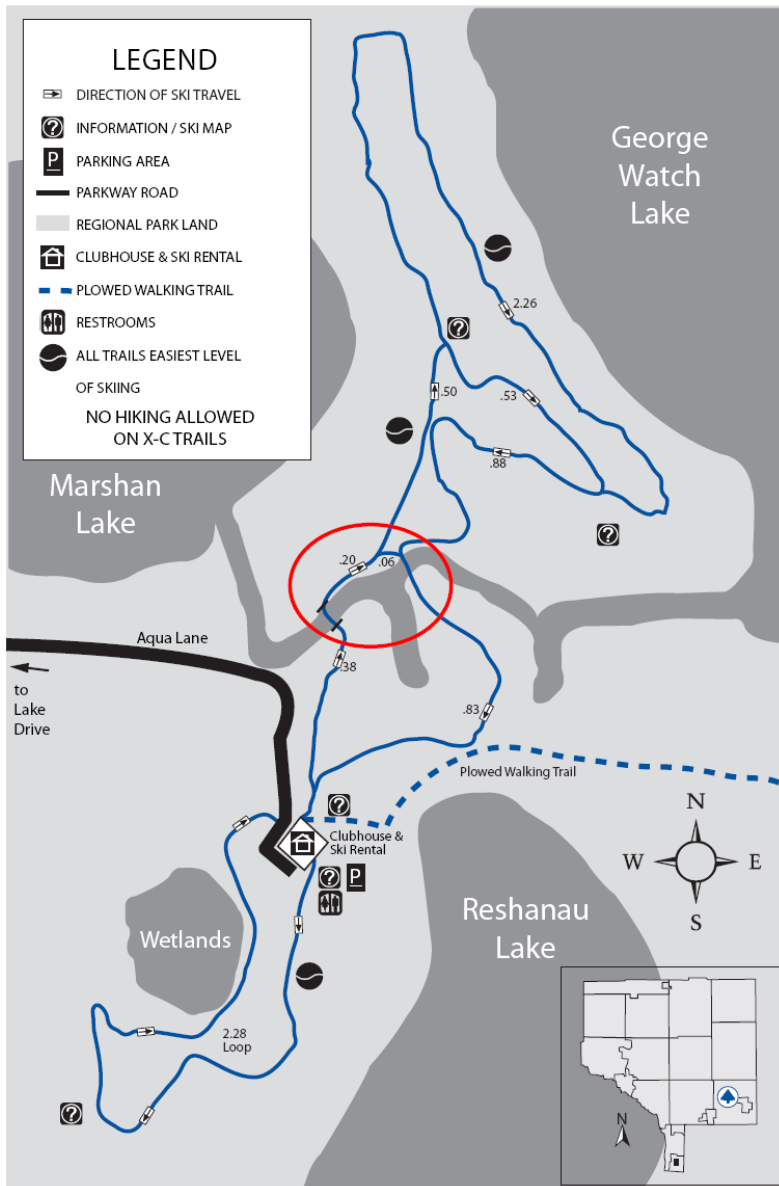 LEGEND
DIRECTION OF SKI TRAVEL
?
INFORMATION / SKI MAP
P
PARKING AREA
PARKWAY ROAD
REGIONAL PARK LAND
CLUBHOUSE & SKI RENTAL
PLOWED WALKING TRAIL
RESTROOMS
ALL TRAILS EASIEST LEVEL
OF SKIING
NO HIKING ALLOWED
ON X-C TRAILS
George
Watch
Lake
2.26
?
.50
.53
.88
Marshan
Lake
?
.20
.06
Aqua Lane
.38
to
Lake
Drive
.83
Plowed Walking Trail
?
Clubhouse &
Ski Rental
? P
N
W E
S
Reshanau
Lake
Wetlands
2.28
Loop
?
N